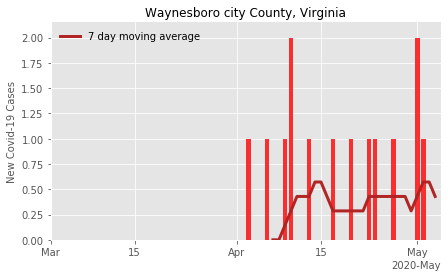 Waynesboro city County, Virginia
7 day moving average
New Covid-19 Cases
2.00
1.75
1.50
1.25
1.00
0.75
0.50
0.25
0.00
Mar
15
Apr
15
May
2020-May